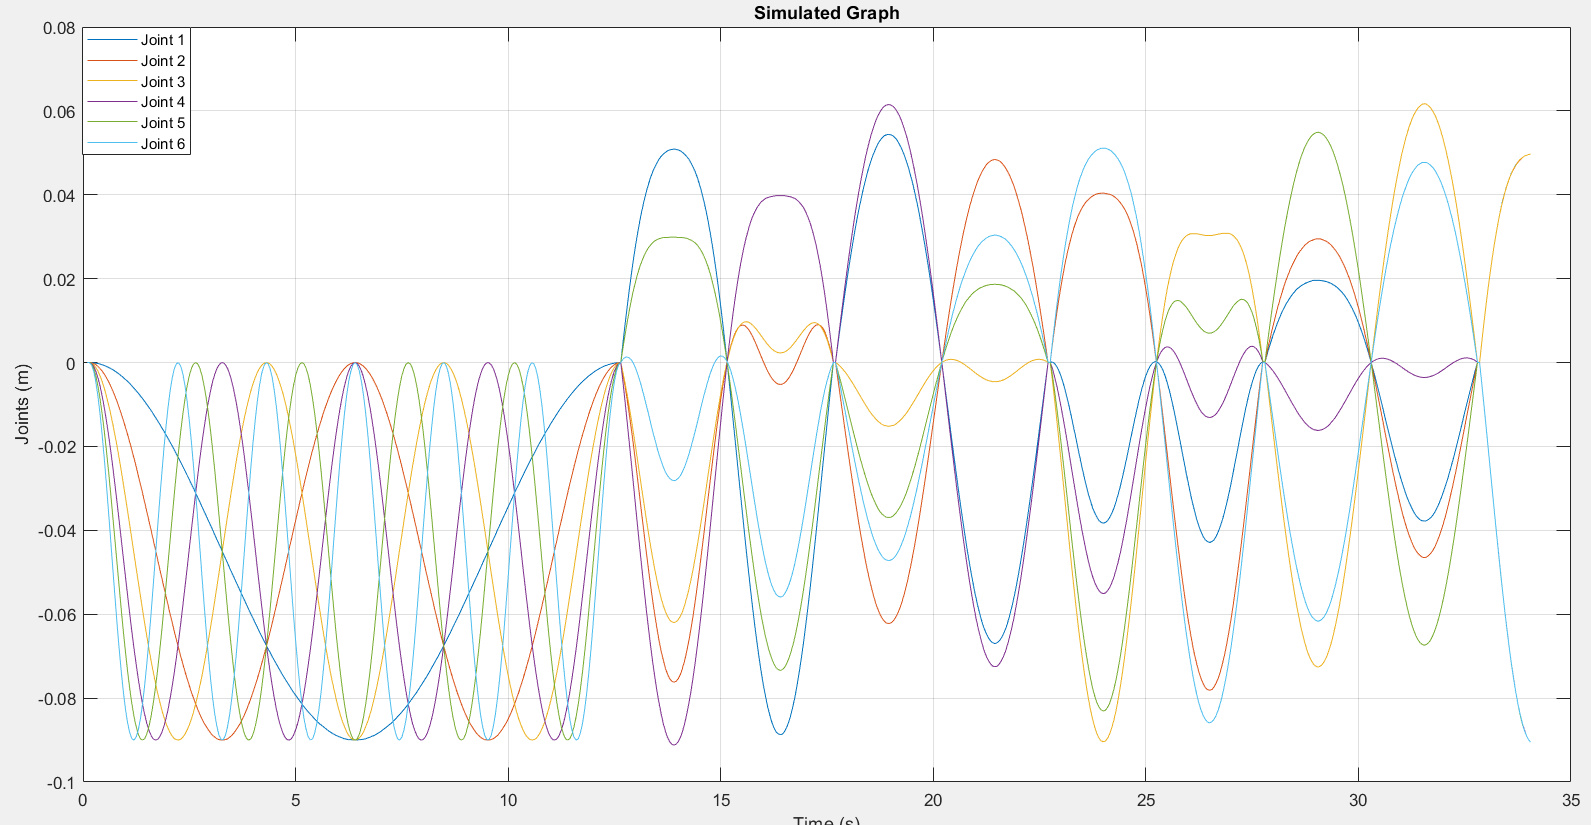 Simulated Graph
Joint 1
Joint 2
Joint 3
Joint 4
Joint 5
Joint 6
0.08
0.06
0.04
0.02
0
-0.02
-0.04
-0.06
-0.08
-0.1
Joints (m)
0 5 10 15 20 25 30 35
Time (s)